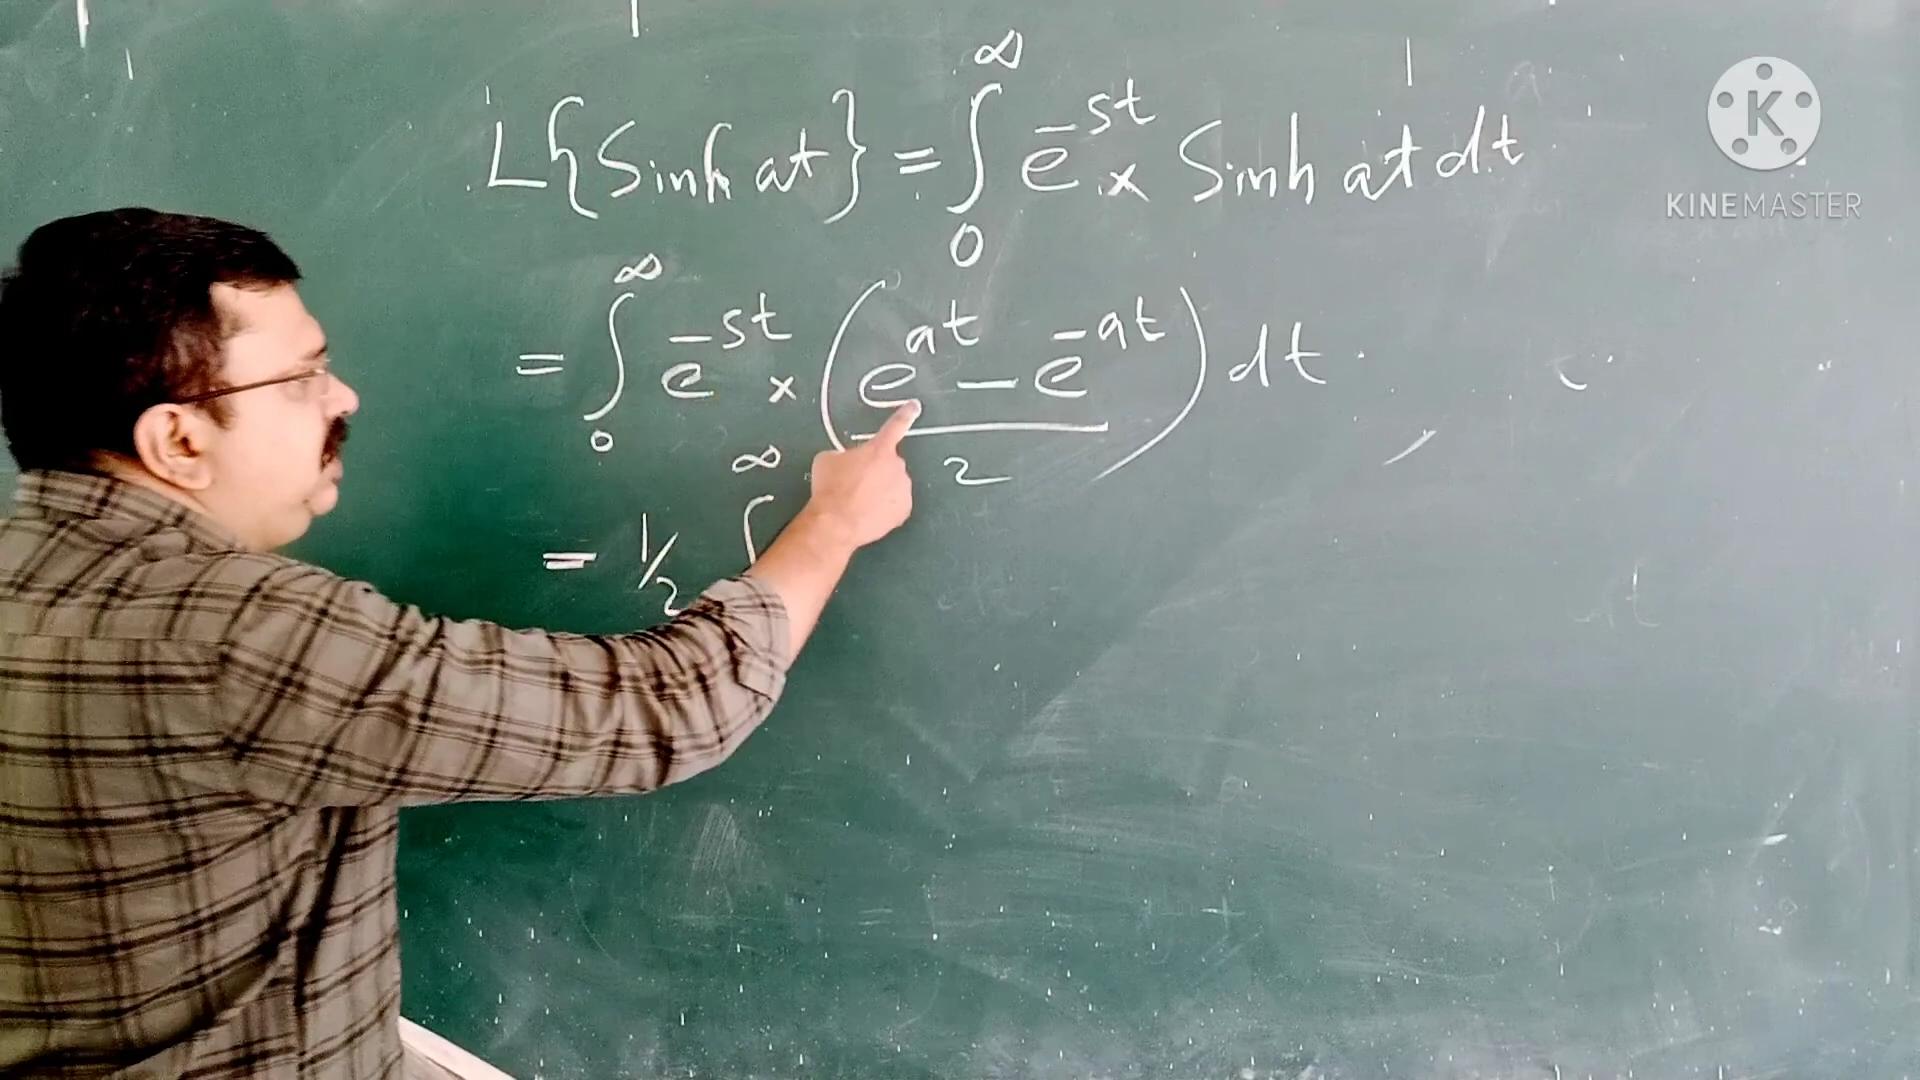 L{Sinh at} = ∫₀^∞ e^-st × Sinh at dt
= ∫₀^∞ e^-st × (e^at - e^-at / 2) dt
= 1/2 ∫^∞
K
KINEMASTER